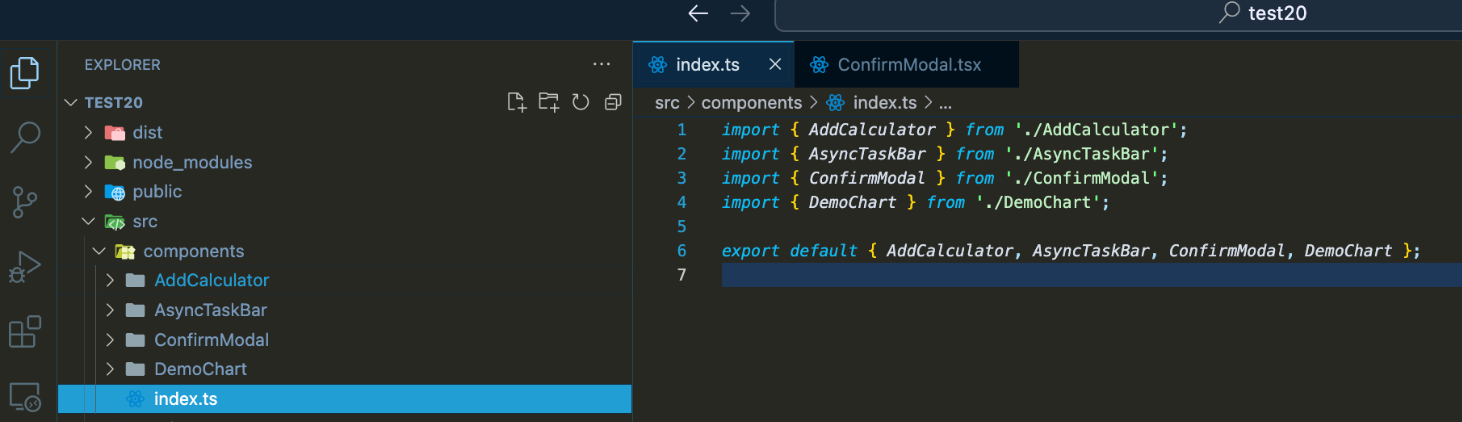 test20
EXPLORER
...
TEST20
dist
node_modules
public
src
components
AddCalculator
AsyncTaskBar
ConfirmModal
DemoChart
index.ts
index.ts
ConfirmModal.tsx
src > components > index.ts > ...
1 import { AddCalculator } from './AddCalculator';
2 import { AsyncTaskBar } from './AsyncTaskBar';
3 import { ConfirmModal } from './ConfirmModal';
4 import { DemoChart } from './DemoChart';
5
6 export default { AddCalculator, AsyncTaskBar, ConfirmModal, DemoChart };
7